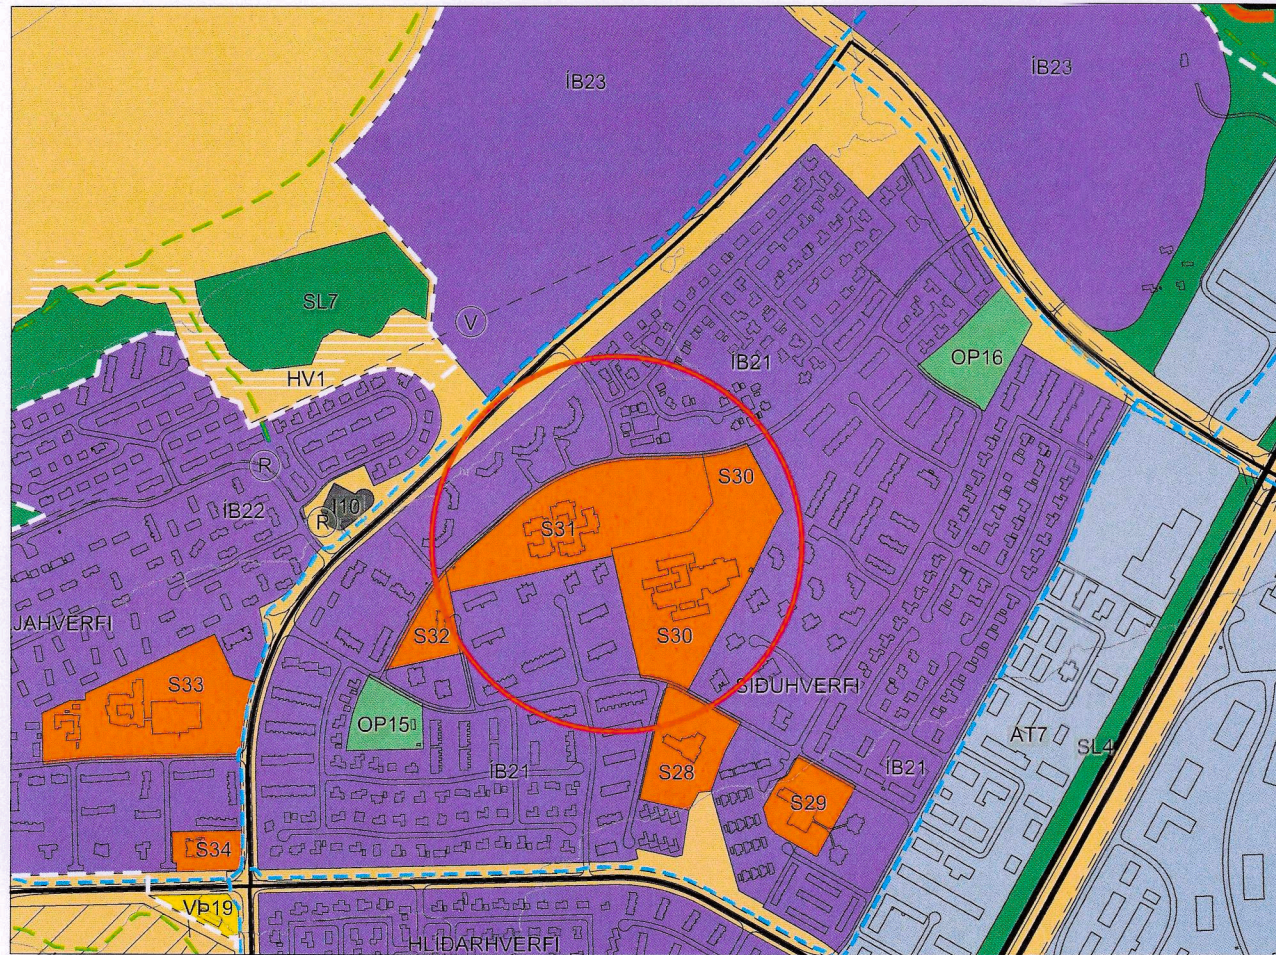 ÍB23
ÍB23
SL7
V
HV1
ÍB21
OP16
R
ÍB22
I10
R
S30
S31
S32
S30
JAHVERFI
S33
SÍÐUHVERFI
OP15
AT7
SL4
ÍB21
S28
ÍB21
S29
S34
VÞ19
HLÍÐARHVERFI